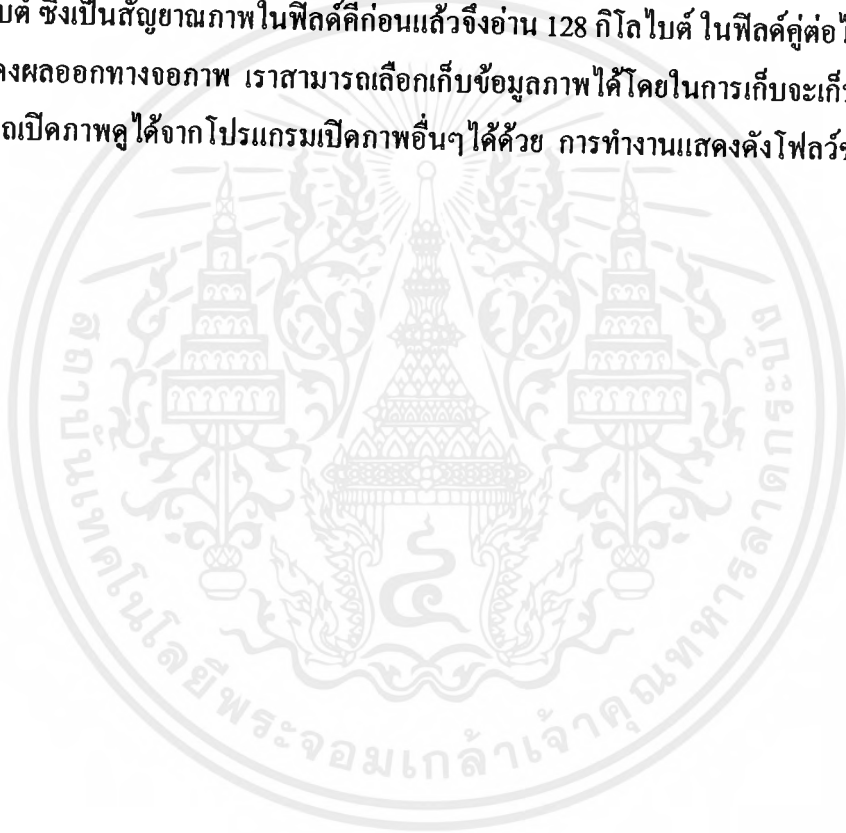 บต์ ซึ่งเป็นสัญยาณภาพในฟิลด์คี่ก่อนแล้วจึงอ่าน 128 กิโลไบต์ ในฟิลด์คู่ต่อไ
งผลออกทางจอภาพ เราสามารถเลือกเก็บข้อมูลภาพได้โดยในการเก็บจะเก็
ถเปิดภาพดูได้จากโปรแกรมเปิดภาพอื่นๆได้ด้วย การทำงานแสดงดังโฟลว์
สถาบันเทคโนโลยีพระจอมเกล้าเจ้าคุณทหารลาดกระบัง